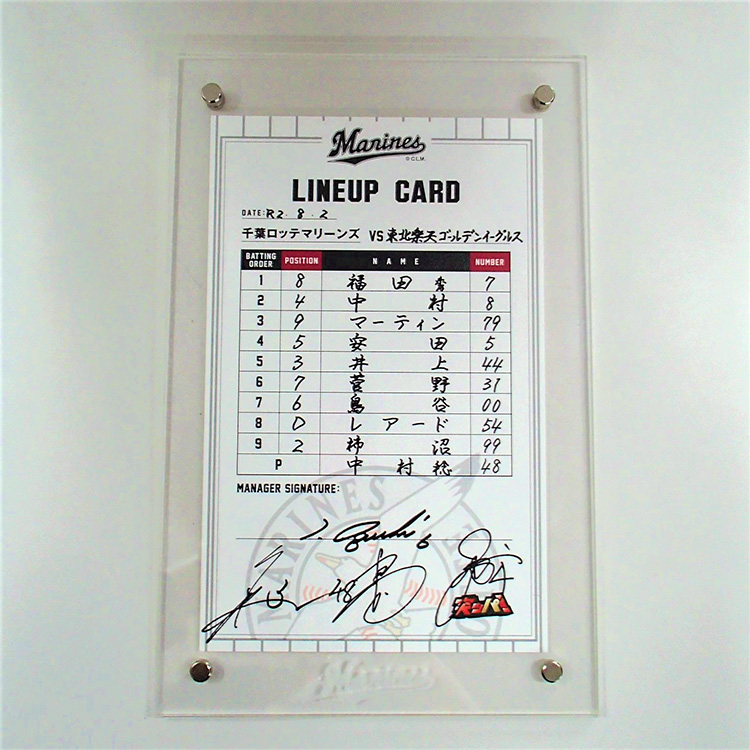 Marines
© C.L.M.
LINEUP CARD
DATE: R2. 8. 2
千葉ロッテマリーンズ VS 東北楽天ゴールデンイーグルス
BATTING ORDER POSITION NAME NUMBER
1 8 福田秀 7
2 4 中村 8
3 9 マーティン 79
4 5 安田 5
5 3 井上 44
6 7 菅野 31
7 6 鳥谷 00
8 D レアード 54
9 2 柿沼 99
P 中村稔 48
MANAGER SIGNATURE:
MARINES
48
Marines